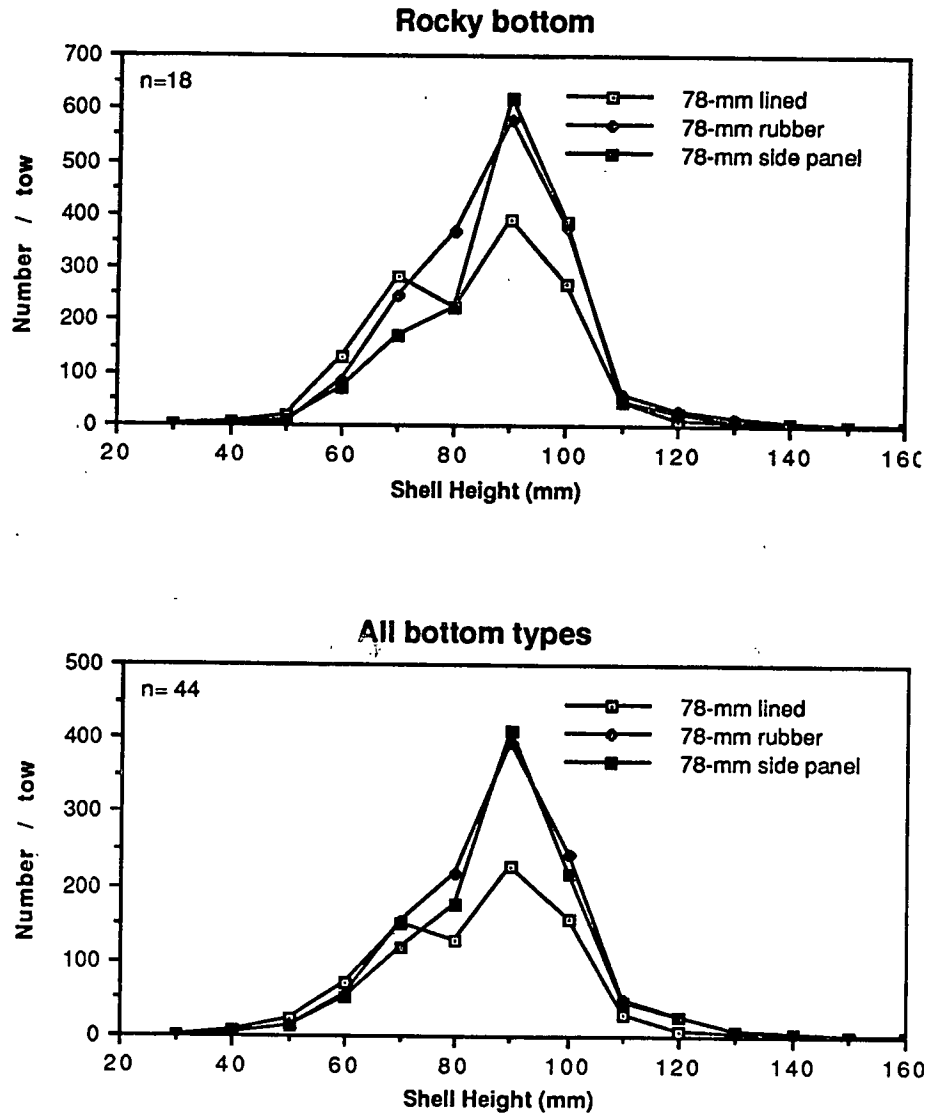 Rocky bottom
700
600
500
400
300
200
100
0
n=18
78-mm lined
78-mm rubber
78-mm side panel
Number / tow
20 40 60 80 100 120 140 160
Shell Height (mm)
All bottom types
500
400
300
200
100
0
n= 44
78-mm lined
78-mm rubber
78-mm side panel
Number / tow
20 40 60 80 100 120 140 160
Shell Height (mm)